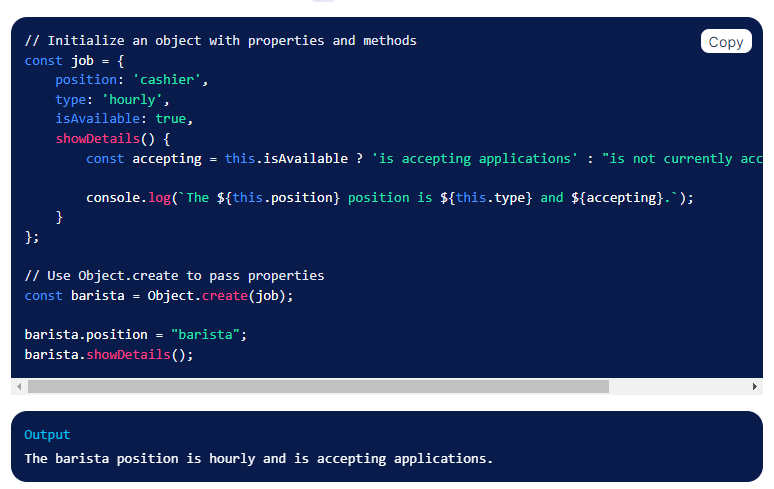 Copy
// Initialize an object with properties and methods
const job = {
    position: 'cashier',
    type: 'hourly',
    isAvailable: true,
    showDetails() {
        const accepting = this.isAvailable ? 'is accepting applications' : "is not currently acc

        console.log(`The ${this.position} position is ${this.type} and ${accepting}.`);
    }
};

// Use Object.create to pass properties
const barista = Object.create(job);

barista.position = "barista";
barista.showDetails();
Output
The barista position is hourly and is accepting applications.